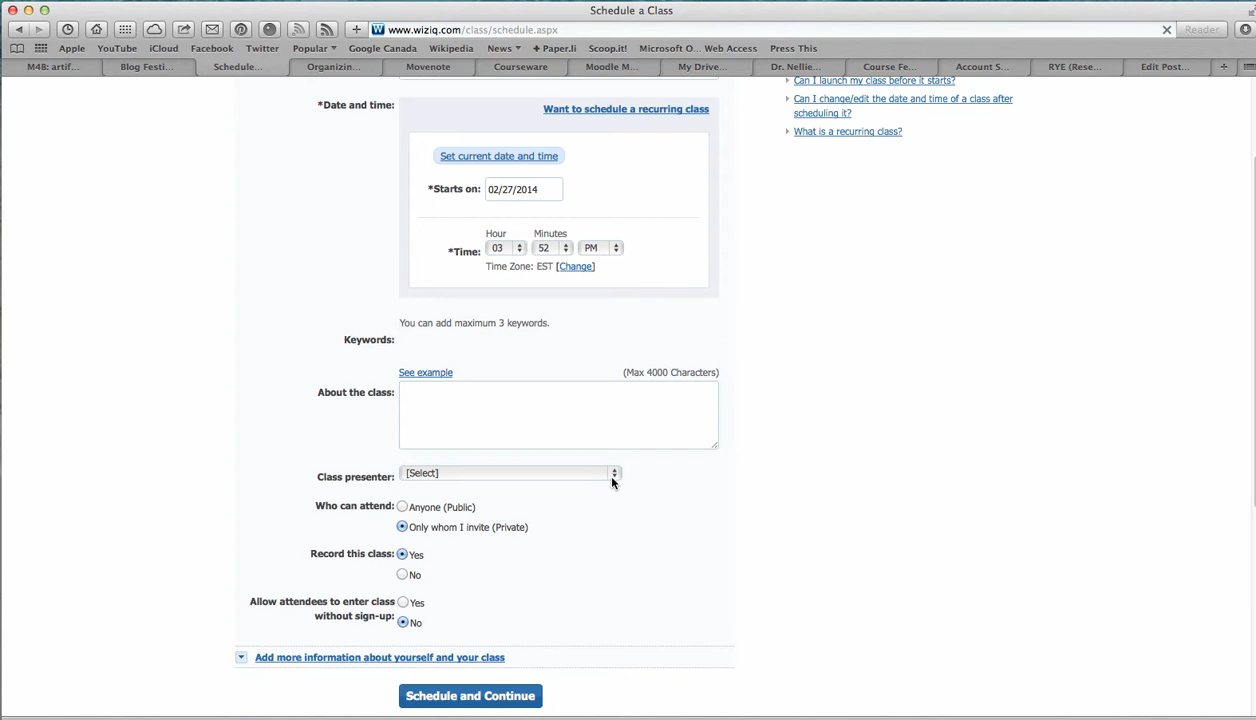 Schedule a Class
www.wiziq.com/class/schedule.aspx
Reader
Apple YouTube iCloud Facebook Twitter Popular Google Canada Wikipedia News Paper.li Scoop.it! Microsoft O... Web Access Press This
M4B: artif... Blog Festi... Schedule... Organizin... Movenote Courseware Moodle M... My Drive... Dr. Nellie... Course Fe... Account S... RYE (Rese... Edit Post...
Can I launch my class before it starts?
Can I change/edit the date and time of a class after
scheduling it?
What is a recurring class?
*Date and time:
Want to schedule a recurring class
Set current date and time
*Starts on: 02/27/2014
Hour Minutes
*Time: 03 52 PM
Time Zone: EST [Change]
You can add maximum 3 keywords.
Keywords:
See example (Max 4000 Characters)
About the class:
Class presenter: [Select]
Who can attend: Anyone (Public)
Only whom I invite (Private)
Record this class: Yes
No
Allow attendees to enter class Yes
without sign-up: No
Add more information about yourself and your class
Schedule and Continue